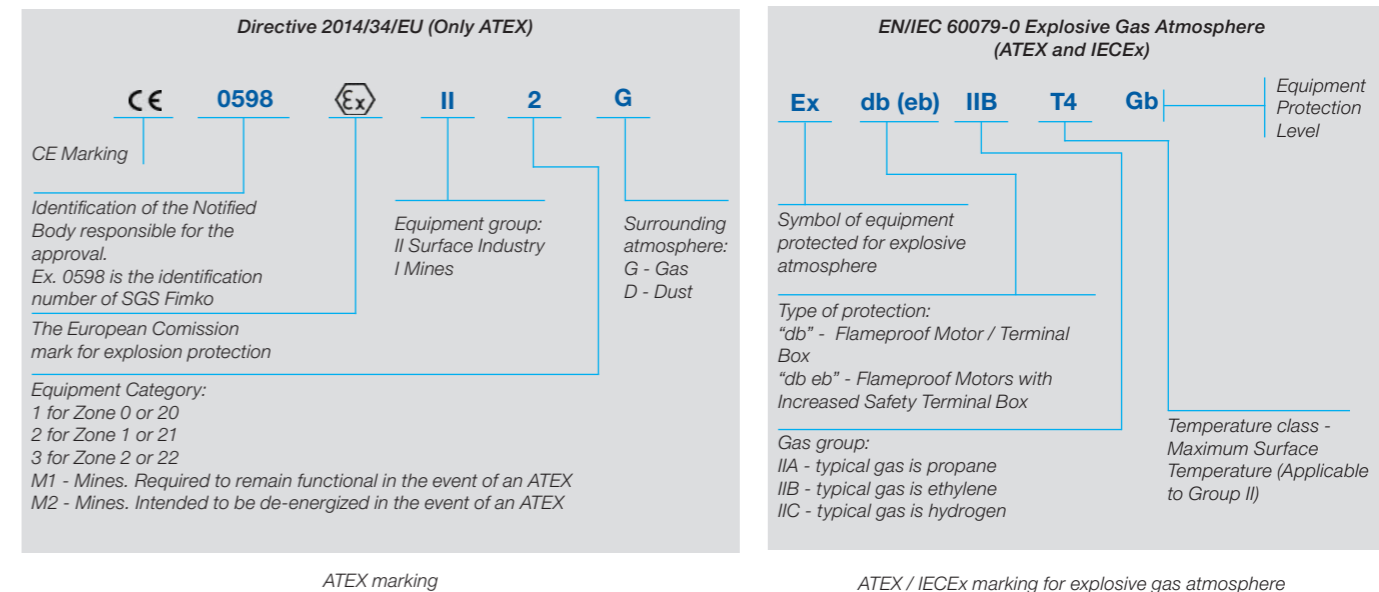 Directive 2014/34/EU (Only ATEX)
CE 0598 Ex II 2 G
CE Marking
Identification of the Notified
Body responsible for the
approval.
Ex. 0598 is the identification
number of SGS Fimko
The European Comission
mark for explosion protection
Equipment group:
II Surface Industry
I Mines
Surrounding
atmosphere:
G - Gas
D - Dust
Equipment Category:
1 for Zone 0 or 20
2 for Zone 1 or 21
3 for Zone 2 or 22
M1 - Mines. Required to remain functional in the event of an ATEX
M2 - Mines. Intended to be de-energized in the event of an ATEX
ATEX marking
EN/IEC 60079-0 Explosive Gas Atmosphere
(ATEX and IECEx)
Ex db (eb) IIB T4 Gb
Equipment
Protection
Level
Symbol of equipment
protected for explosive
atmosphere
Type of protection:
“db” - Flameproof Motor / Terminal
Box
“db eb” - Flameproof Motors with
Increased Safety Terminal Box
Gas group:
IIA - typical gas is propane
IIB - typical gas is ethylene
IIC - typical gas is hydrogen
Temperature class -
Maximum Surface
Temperature (Applicable
to Group II)
ATEX / IECEx marking for explosive gas atmosphere